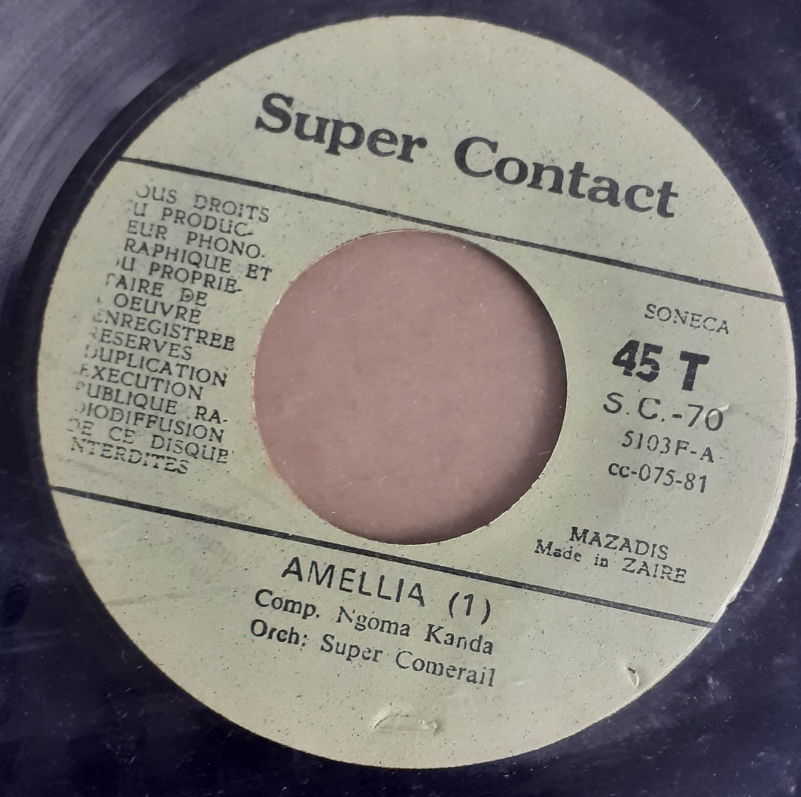 Super Contact
OUS DROITS
U PRODUC-
EUR PHONO-
RAPHIQUE ET
U PROPRIE-
AIRE DE
OEUVRE
ENREGISTREE
RESERVES
DUPLICATION
EXECUTION
PUBLIQUE RA-
DIODIFFUSION
DE CE DISQUE
NTERDITES
SONECA
45 T
S.C.-70
5103F-A
cc-075-81
MAZADIS
Made in ZAIRE
AMELLIA (1)
Comp. Ngoma Kanda
Orch: Super Comerail